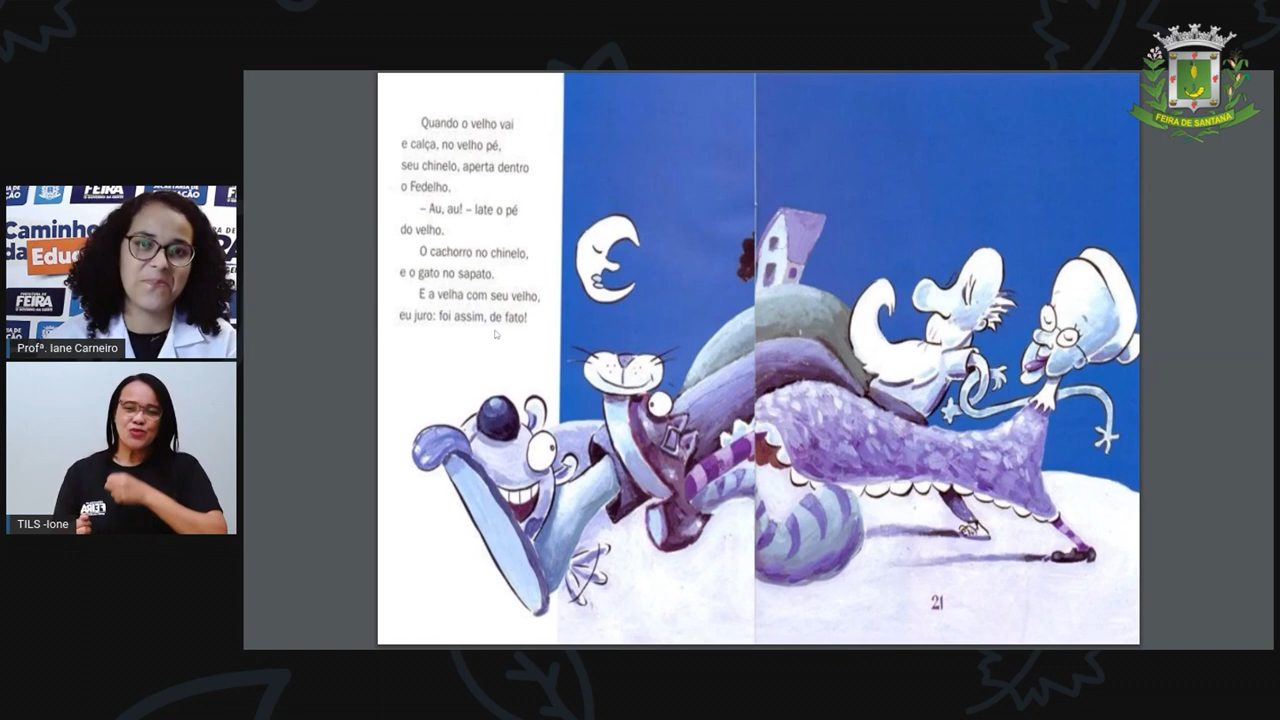 FEIRA DE SANTANA
Quando o velho vai
e calça, no velho pé,
seu chinelo, aperta dentro
o Fedelho.
– Au, au! – late o pé
do velho.
O cachorro no chinelo,
e o gato no sapato.
E a velha com seu velho,
eu juro: foi assim, de fato!
21
FEIRA
Caminho
da Educ
FEIRA
Profª. Iane Carneiro
FEIRA
TILS -Ione